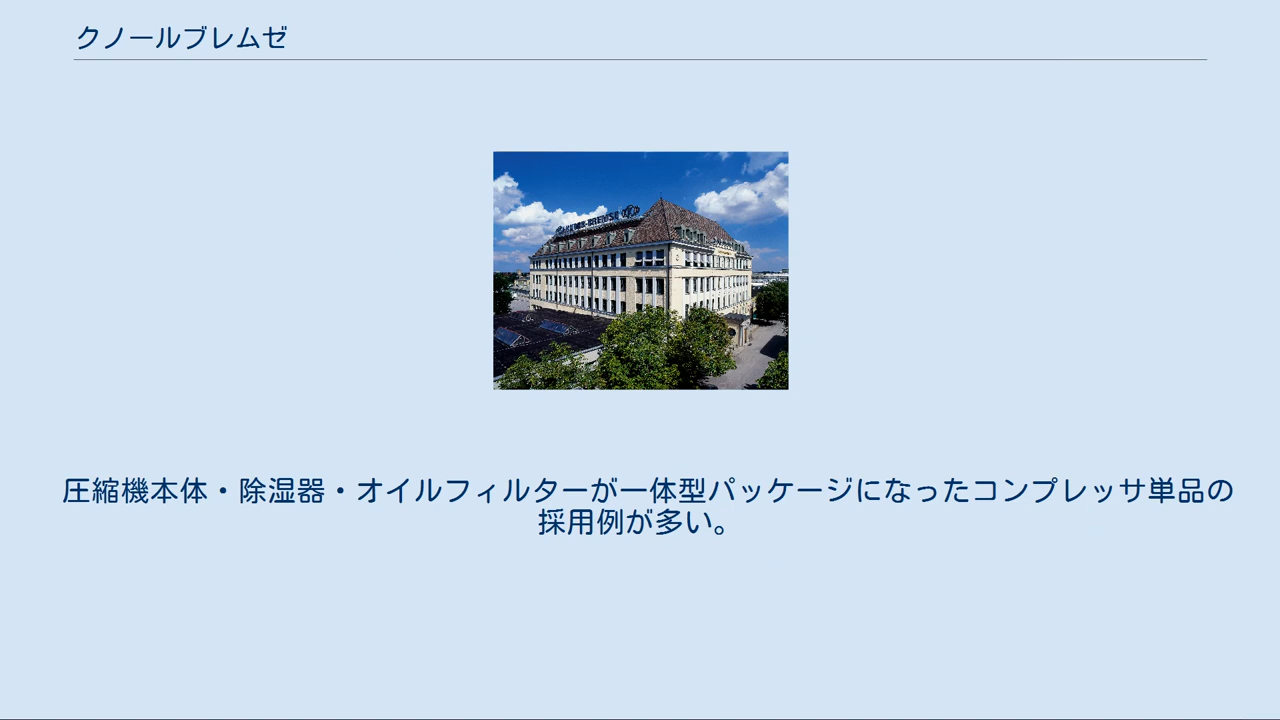 クノールブレムゼ
圧縮機本体・除湿器・オイルフィルターが一体型パッケージになったコンプレッサ単品の
採用例が多い。